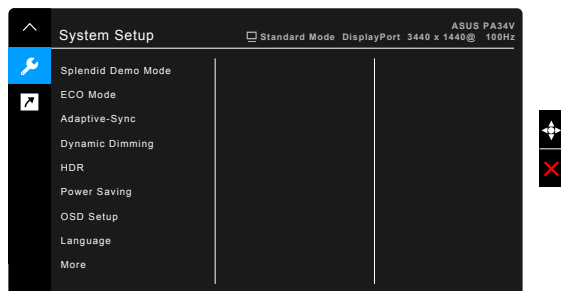 ASUS PA34V
System Setup
Standard Mode DisplayPort 3440 x 1440@ 100Hz
Splendid Demo Mode
ECO Mode
Adaptive-Sync
Dynamic Dimming
HDR
Power Saving
OSD Setup
Language
More